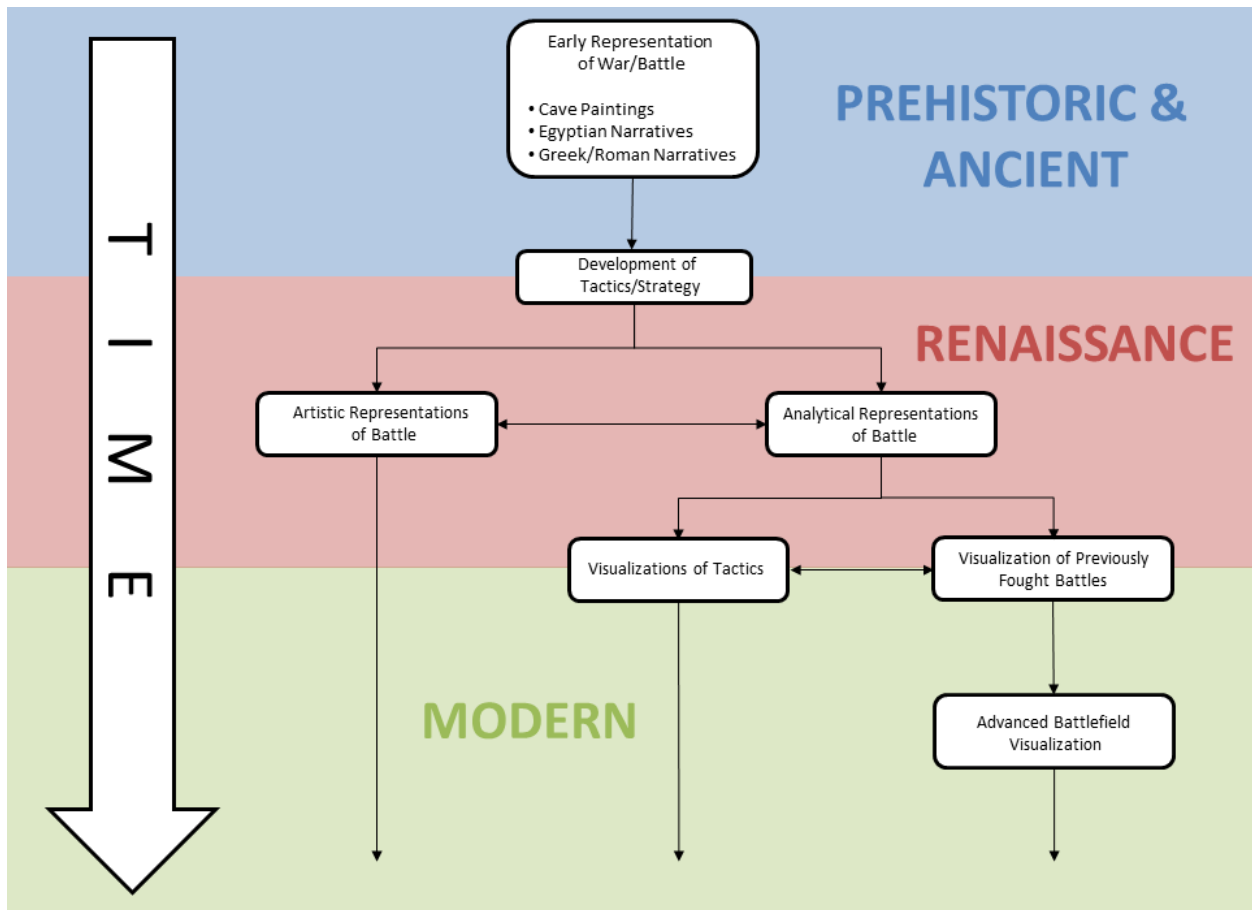 Early Representation
of War/Battle
• Cave Paintings
• Egyptian Narratives
• Greek/Roman Narratives
PREHISTORIC &
ANCIENT
TIME
Development of
Tactics/Strategy
RENAISSANCE
Artistic Representations
of Battle
Analytical Representations
of Battle
Visualizations of Tactics
Visualization of Previously
Fought Battles
MODERN
Advanced Battlefield
Visualization